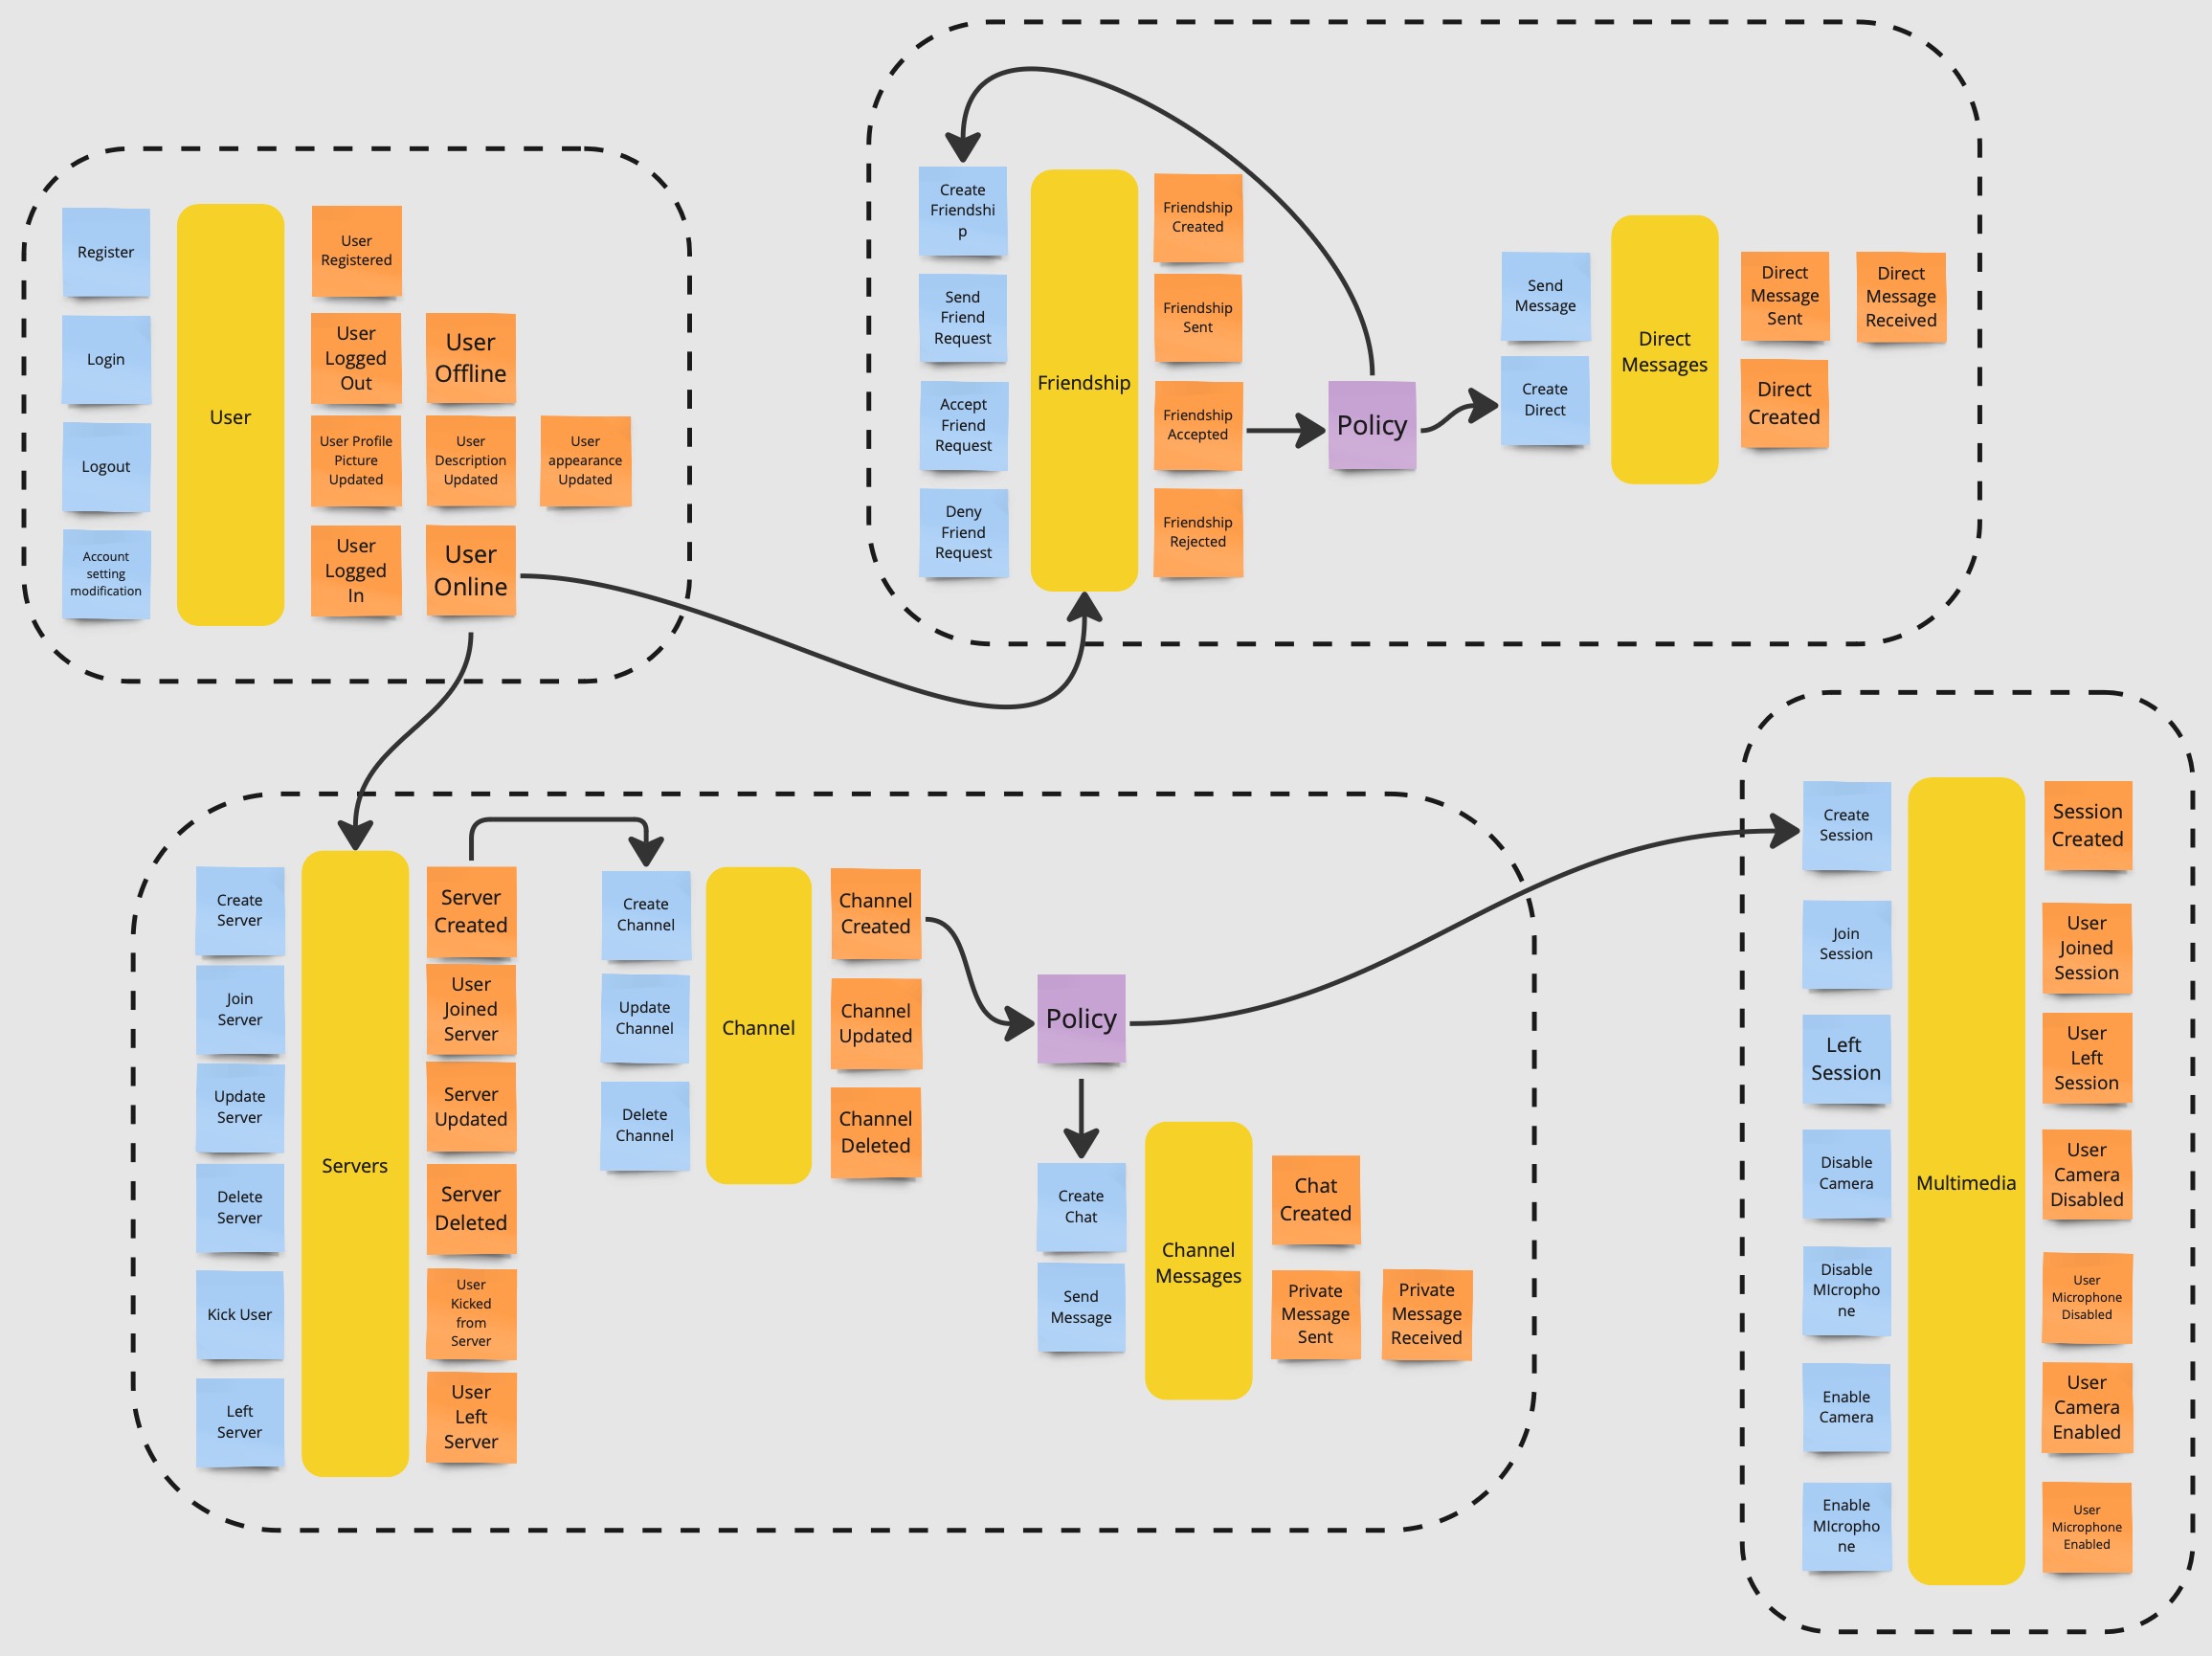 Register
Login
Logout
Account
setting
modification
User
User
Registered
User
Logged
Out
User
Offline
User Profile
Picture
Updated
User
Description
Updated
User
appearance
Updated
User
Logged
In
User
Online
Create
Friendshi
p
Send
Friend
Request
Accept
Friend
Request
Deny
Friend
Request
Friendship
Friendship
Created
Friendship
Sent
Friendship
Accepted
Friendship
Rejected
Policy
Send
Message
Create
Direct
Direct
Messages
Direct
Message
Sent
Direct
Message
Received
Direct
Created
Create
Server
Join
Server
Update
Server
Delete
Server
Kick User
Left
Server
Servers
Server
Created
User
Joined
Server
Server
Updated
Server
Deleted
User
Kicked
from
Server
User
Left
Server
Create
Channel
Update
Channel
Delete
Channel
Channel
Channel
Created
Channel
Updated
Channel
Deleted
Policy
Create
Chat
Send
Message
Channel
Messages
Chat
Created
Private
Message
Sent
Private
Message
Received
Create
Session
Join
Session
Left
Session
Disable
Camera
Disable
MIcropho
ne
Enable
Camera
Enable
MIcropho
ne
Multimedia
Session
Created
User
Joined
Session
User
Left
Session
User
Camera
Disabled
User
Microphone
Disabled
User
Camera
Enabled
User
Microphone
Enabled